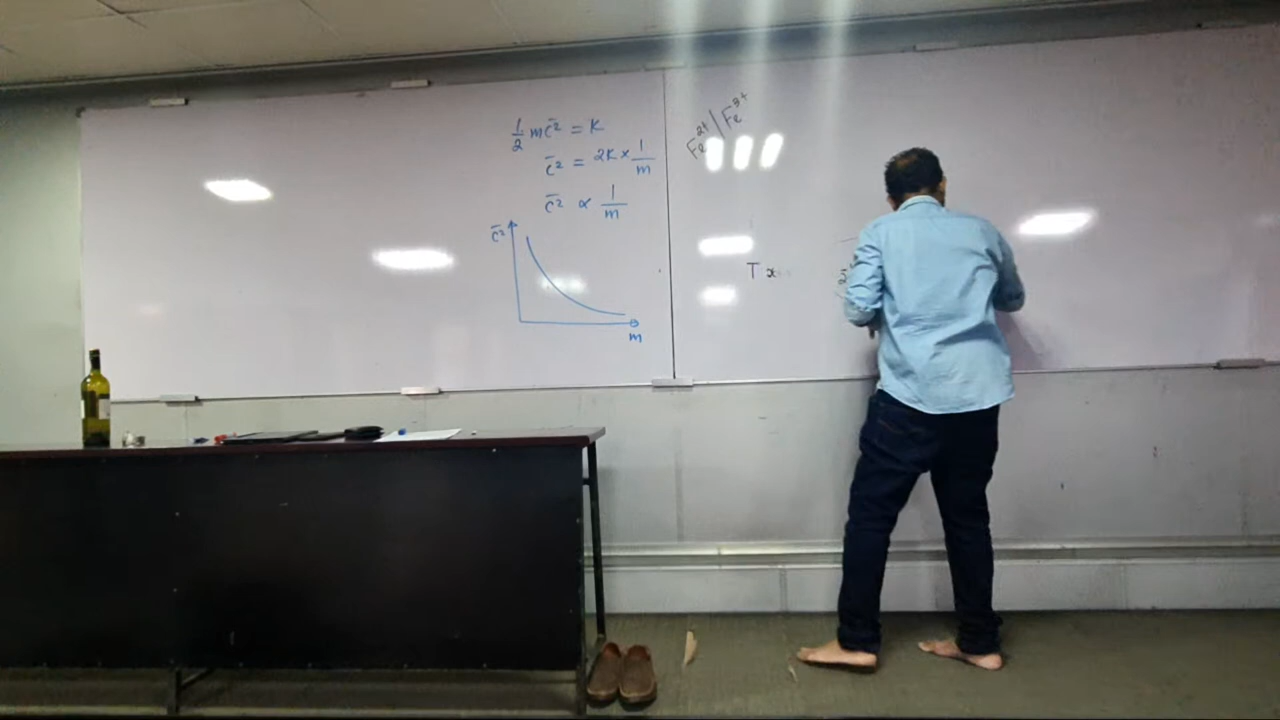 ½ mc̄² = K
c̄² = 2K × 1/m
c̄² ∝ 1/m
c̄²
m
Fe²⁺/Fe³⁺
T